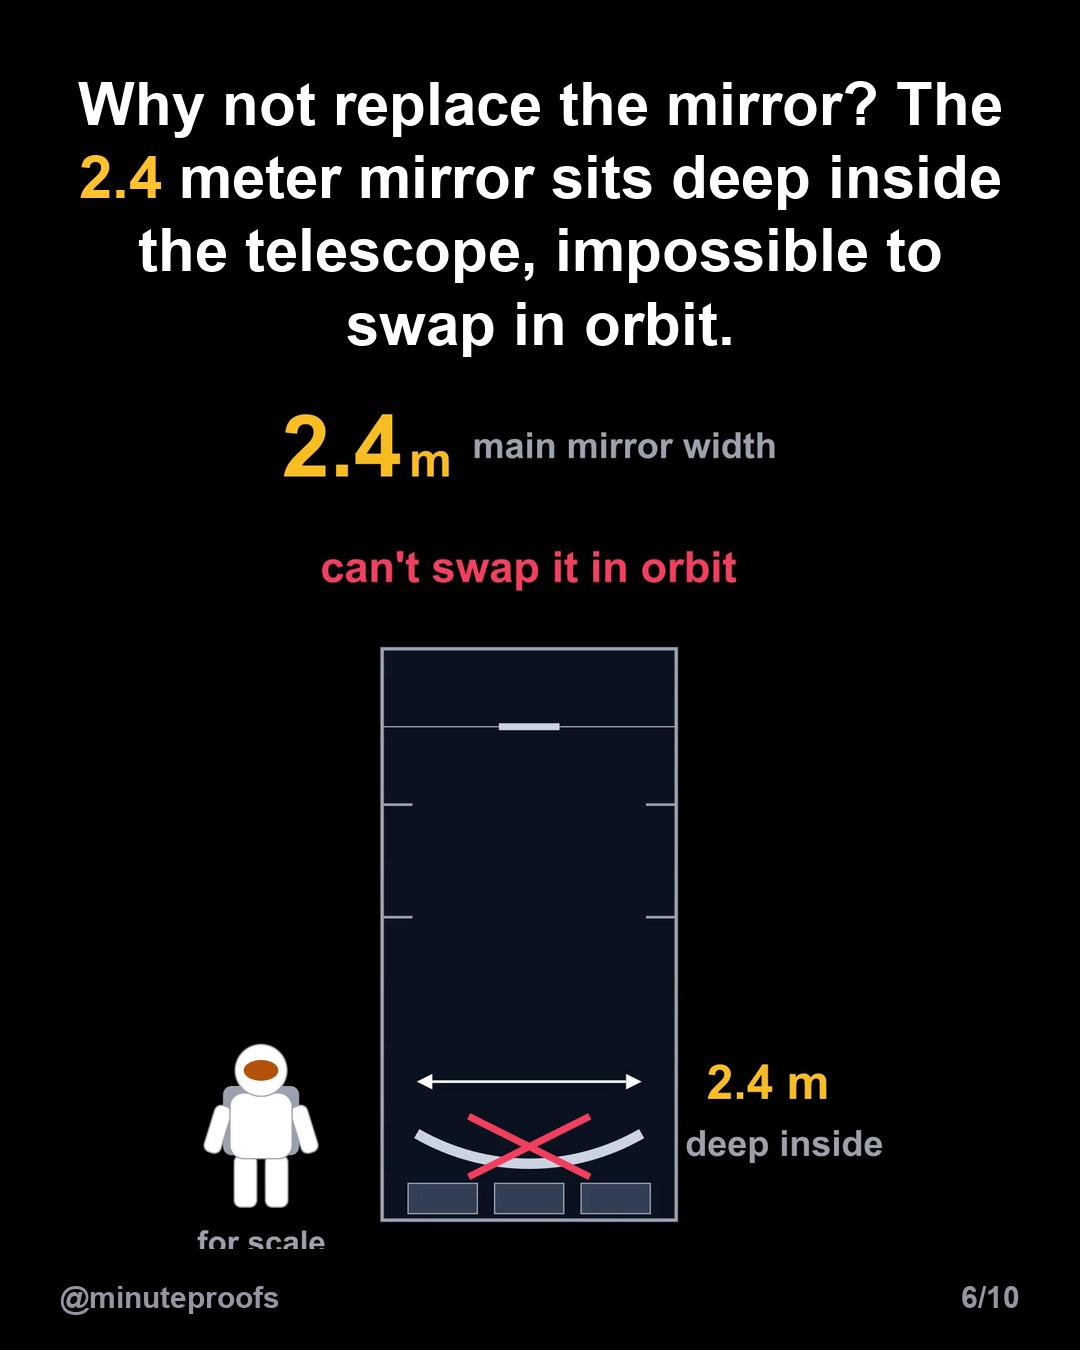 Why not replace the mirror? The
2.4 meter mirror sits deep inside
the telescope, impossible to
swap in orbit.
2.4 m main mirror width
can't swap it in orbit
2.4 m
deep inside
for scale
@minuteproofs
6/10